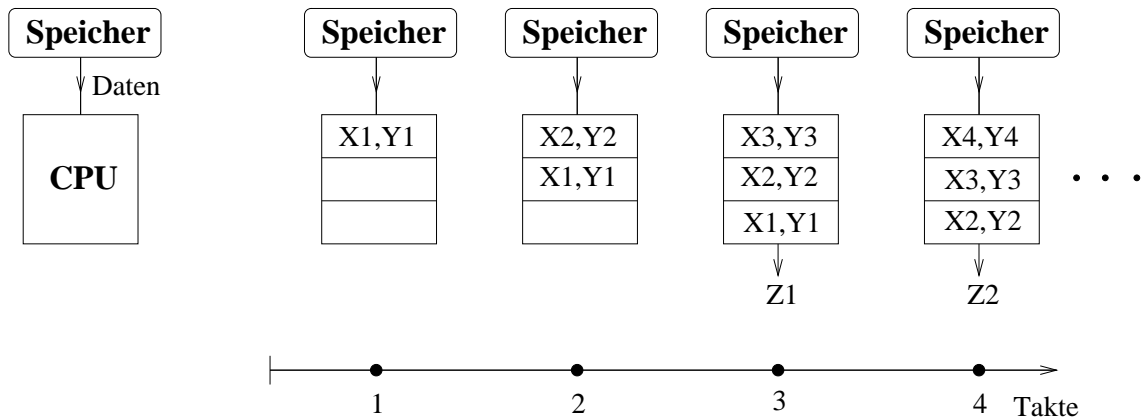 Speicher Speicher Speicher Speicher Speicher
Daten
X1,Y1 X2,Y2 X3,Y3 X4,Y4
CPU X1,Y1 X2,Y2 X3,Y3 . . .
X1,Y1 X2,Y2
Z1 Z2
1 2 3 4 Takte